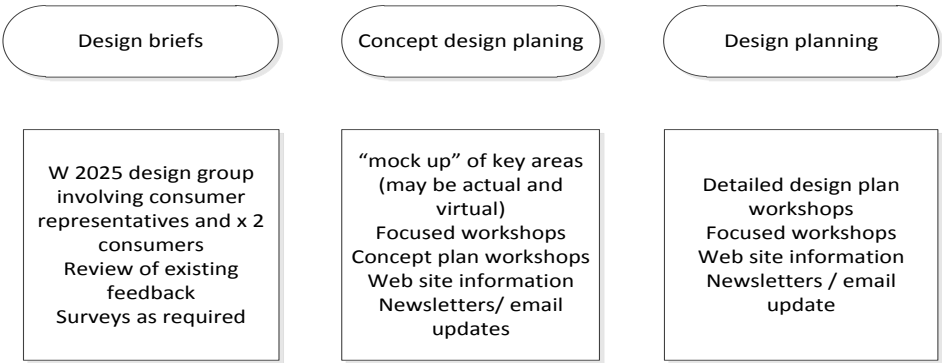 Design briefs
Concept design planing
Design planning
W 2025 design group
involving consumer
representatives and x 2
consumers
Review of existing
feedback
Surveys as required
“mock up” of key areas
(may be actual and
virtual)
Focused workshops
Concept plan workshops
Web site information
Newsletters/ email
updates
Detailed design plan
workshops
Focused workshops
Web site information
Newsletters / email
update